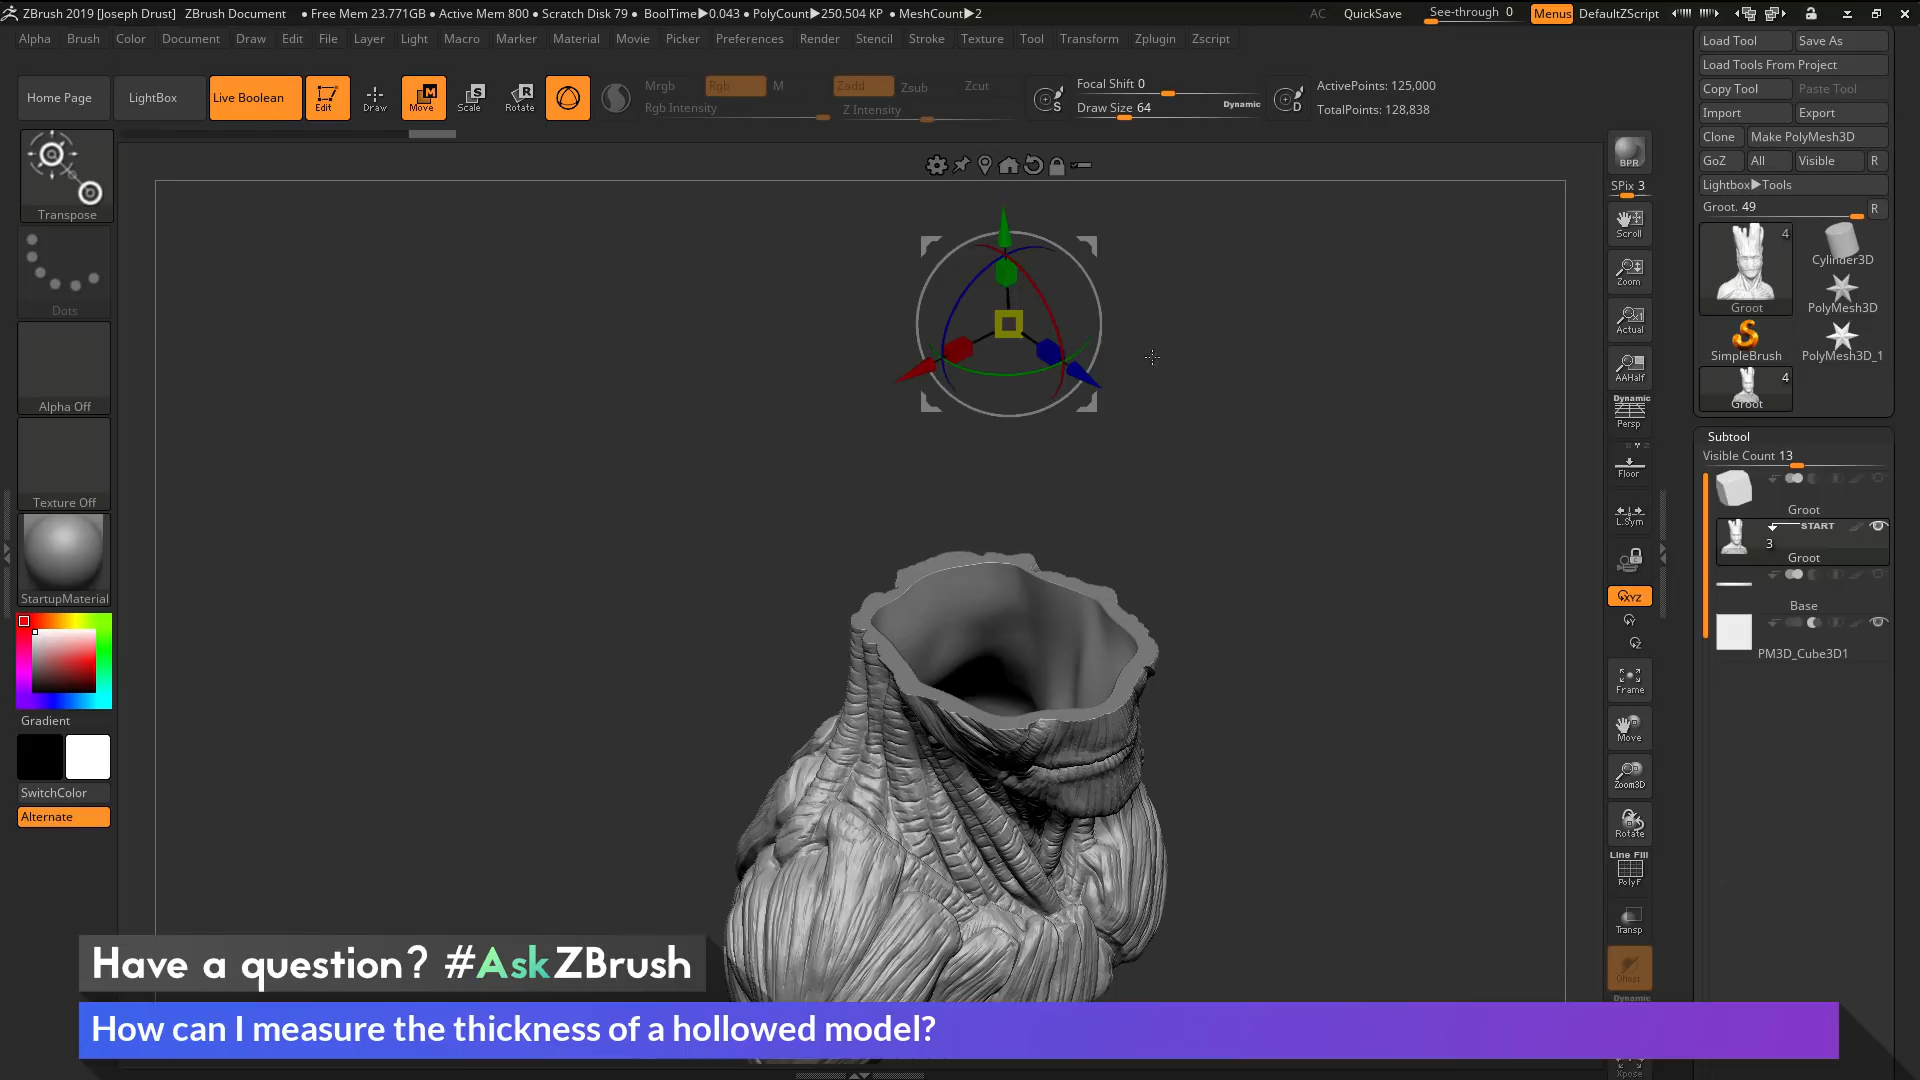 ZBrush 2019 [Joseph Drust] ZBrush Document • Free Mem 23.771GB • Active Mem 800 • Scratch Disk 79 • BoolTime▶0.043 • PolyCount▶250.504 KP • MeshCount▶2 AC QuickSave See-through 0 Menus DefaultZScript
Alpha Brush Color Document Draw Edit File Layer Light Macro Marker Material Movie Picker Preferences Render Stencil Stroke Texture Tool Transform Zplugin Zscript
Home Page LightBox Live Boolean Edit Draw Move Scale Rotate
Mrgb Rgb M Zadd Zsub Zcut
Rgb Intensity Z Intensity
Focal Shift 0
Draw Size 64 Dynamic
ActivePoints: 125,000
TotalPoints: 128,838
Transpose
Dots
Alpha Off
Texture Off
StartupMaterial
Gradient
SwitchColor
Alternate
BPR
SPix 3
Scroll
Zoom
Actual
AAHalf
Dynamic
Persp
Floor
L.Sym
XYZ
Y
Z
Frame
Move
Zoom3D
Rotate
Line Fill
PolyF
Transp
Ghost
Dynamic
Xpose
Load Tool Save As
Load Tools From Project
Copy Tool Paste Tool
Import Export
Clone Make PolyMesh3D
GoZ All Visible R
Lightbox▶Tools
Groot. 49 R
4
Groot
Cylinder3D
PolyMesh3D
SimpleBrush PolyMesh3D_1
4
Groot
Subtool
Visible Count 13
Groot
START
3
Groot
Base
PM3D_Cube3D1
Have a question? #AskZBrush
How can I measure the thickness of a hollowed model?